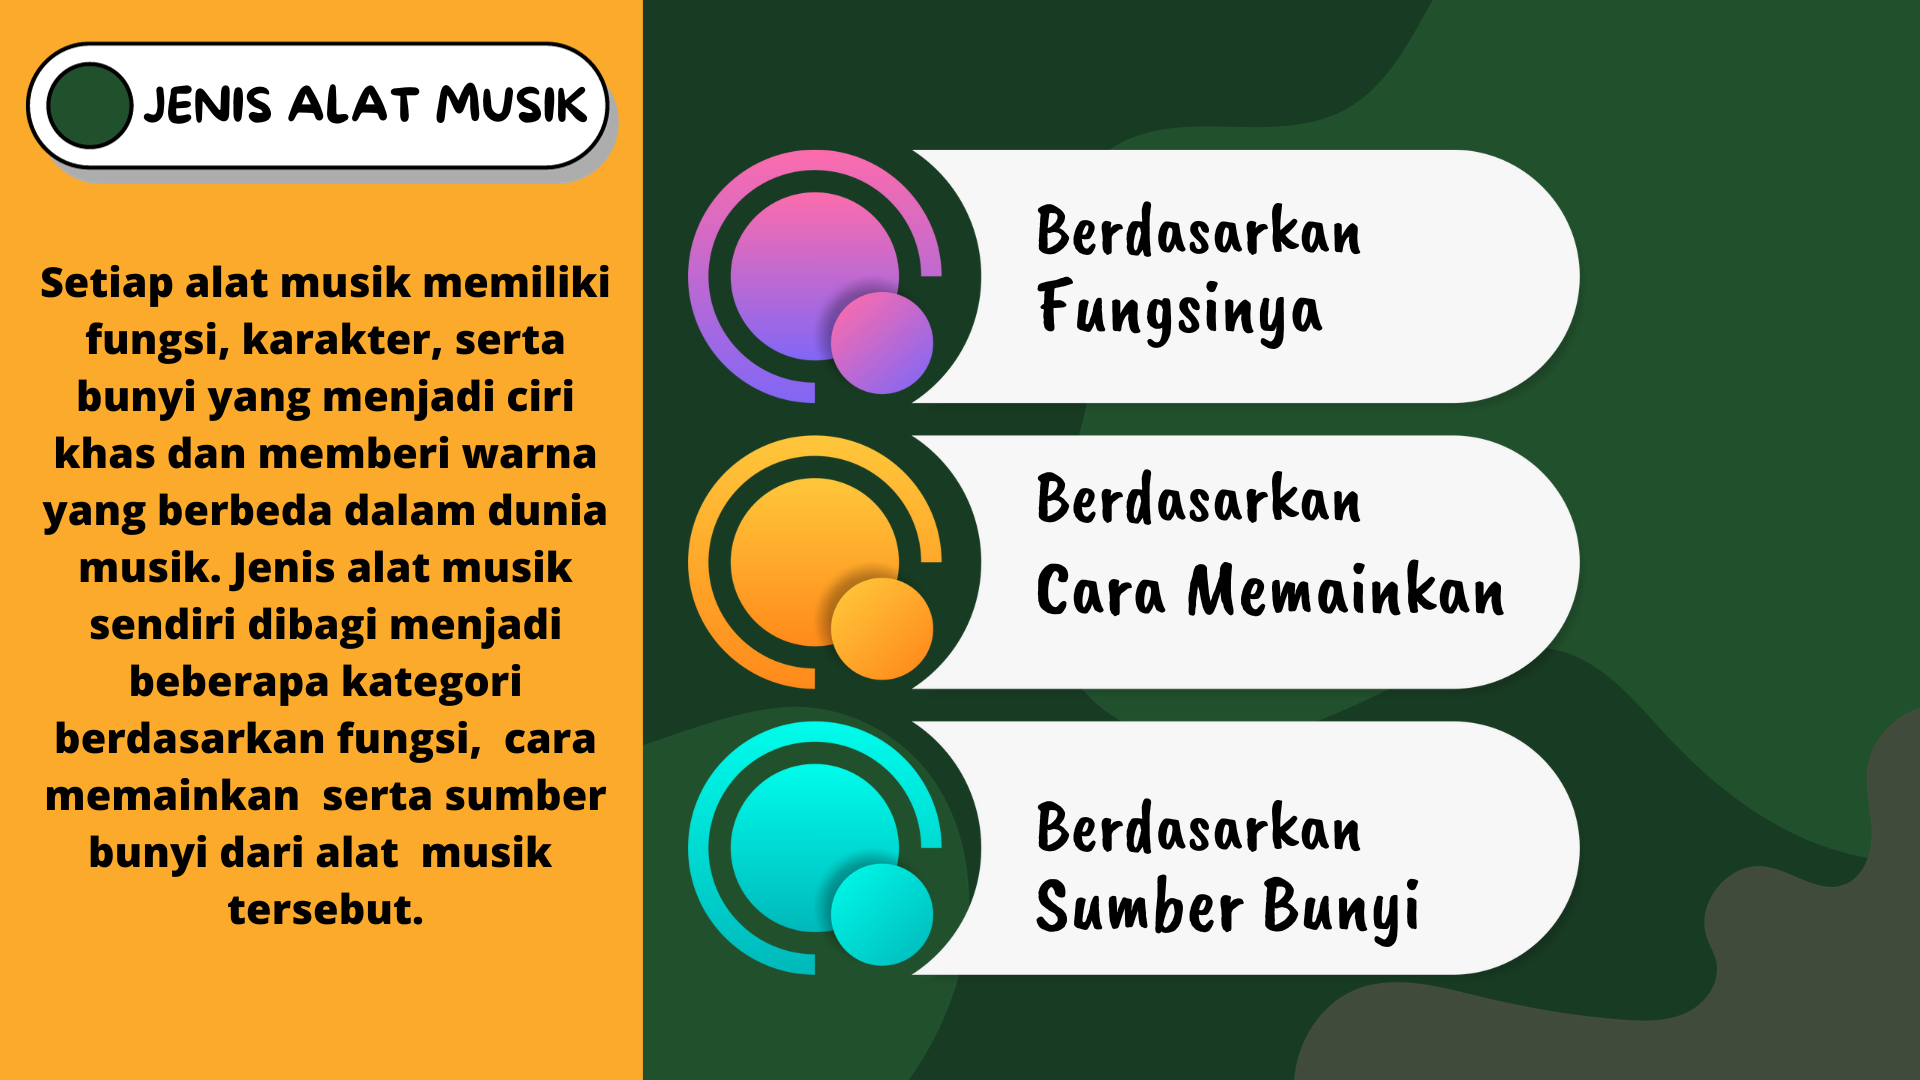 JENIS ALAT MUSIK
Setiap alat musik memiliki
fungsi, karakter, serta
bunyi yang menjadi ciri
khas dan memberi warna
yang berbeda dalam dunia
musik. Jenis alat musik
sendiri dibagi menjadi
beberapa kategori
berdasarkan fungsi,  cara
memainkan  serta sumber
bunyi dari alat  musik
tersebut.
Berdasarkan
Fungsinya
Berdasarkan
Cara Memainkan
Berdasarkan
Sumber Bunyi